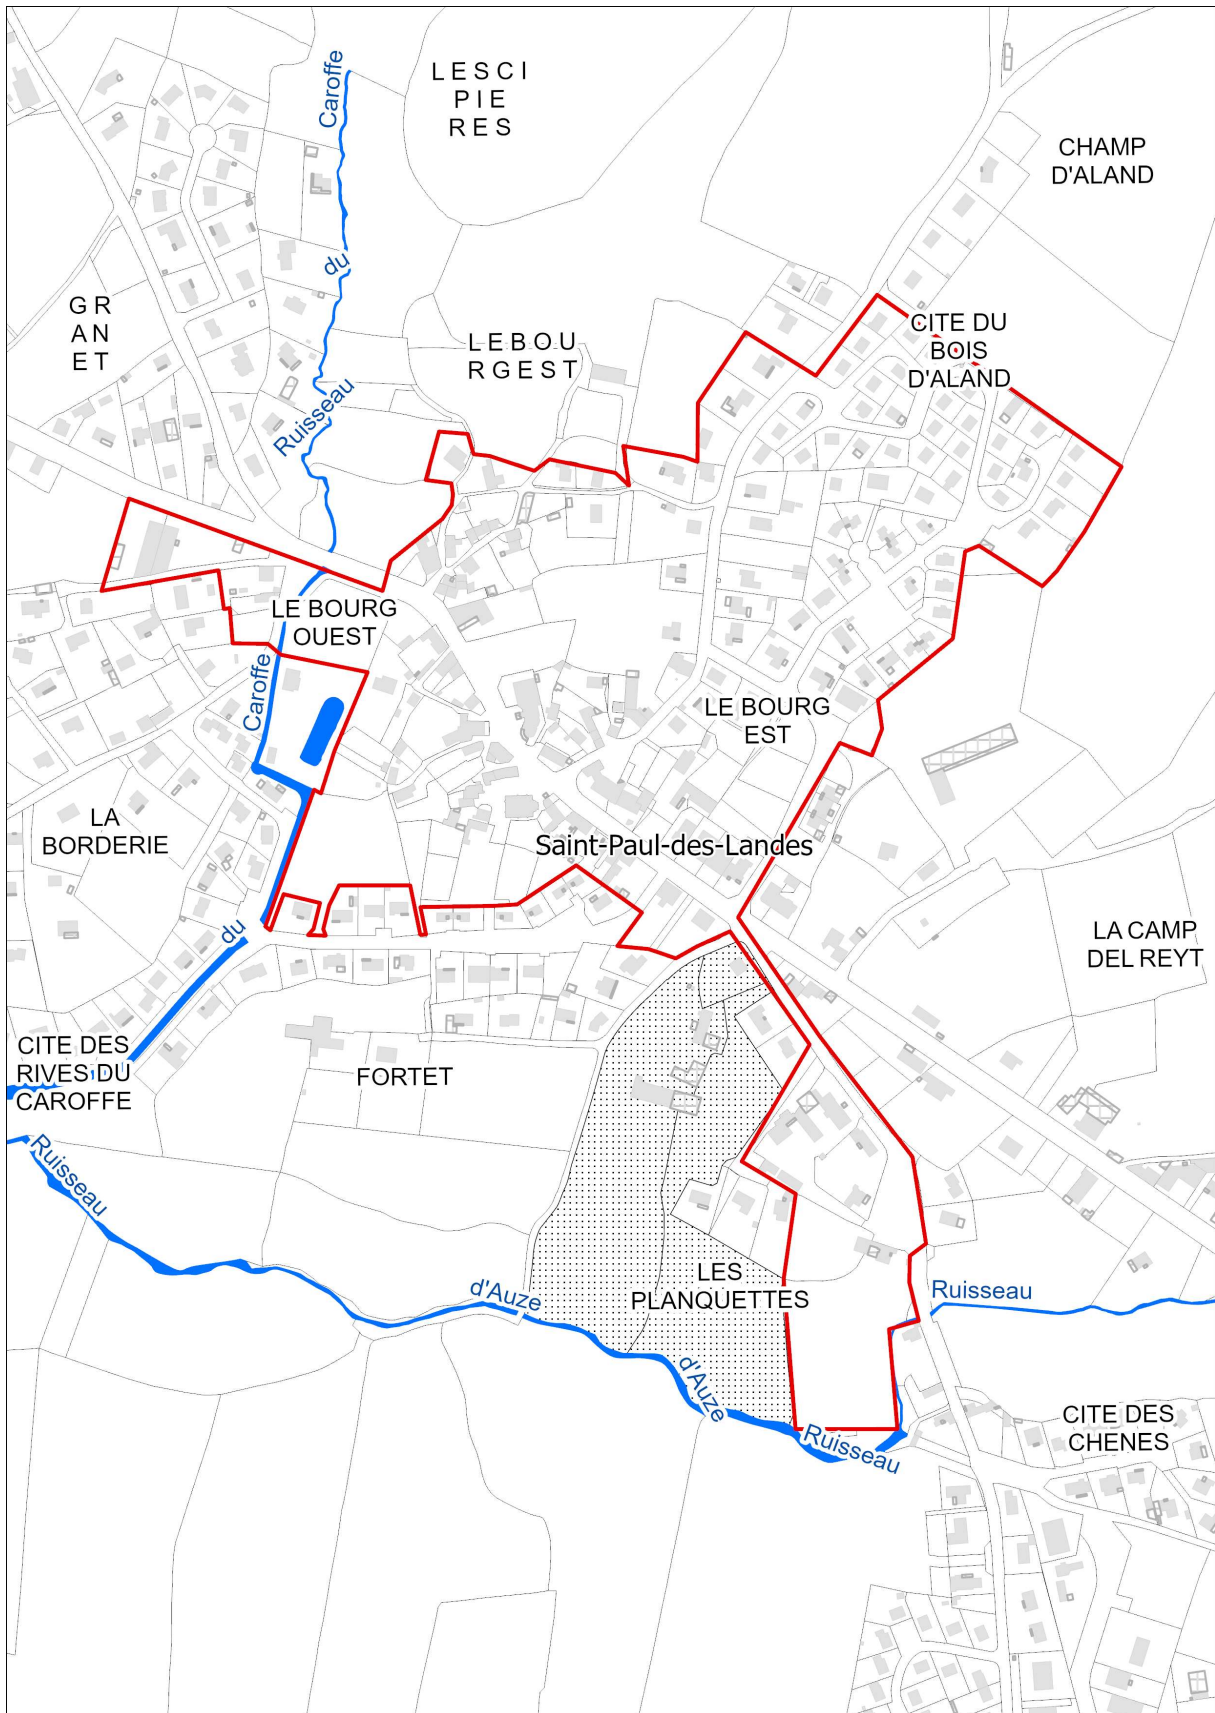 Caroffe
LESCI
PIE
RES
CHAMP
D'ALAND
du
GR
AN
ET
LEBOU
RGEST
CITE DU
BOIS
D'ALAND
Ruisseau
LE BOURG
OUEST
Caroffe
LE BOURG
EST
LA
BORDERIE
Saint-Paul-des-Landes
du
LA CAMP
DEL REYT
CITE DES
RIVES DU
CAROFFE
FORTET
Ruisseau
LES
PLANQUETTES
d'Auze
Ruisseau
d'Auze
Ruisseau
CITE DES
CHENES